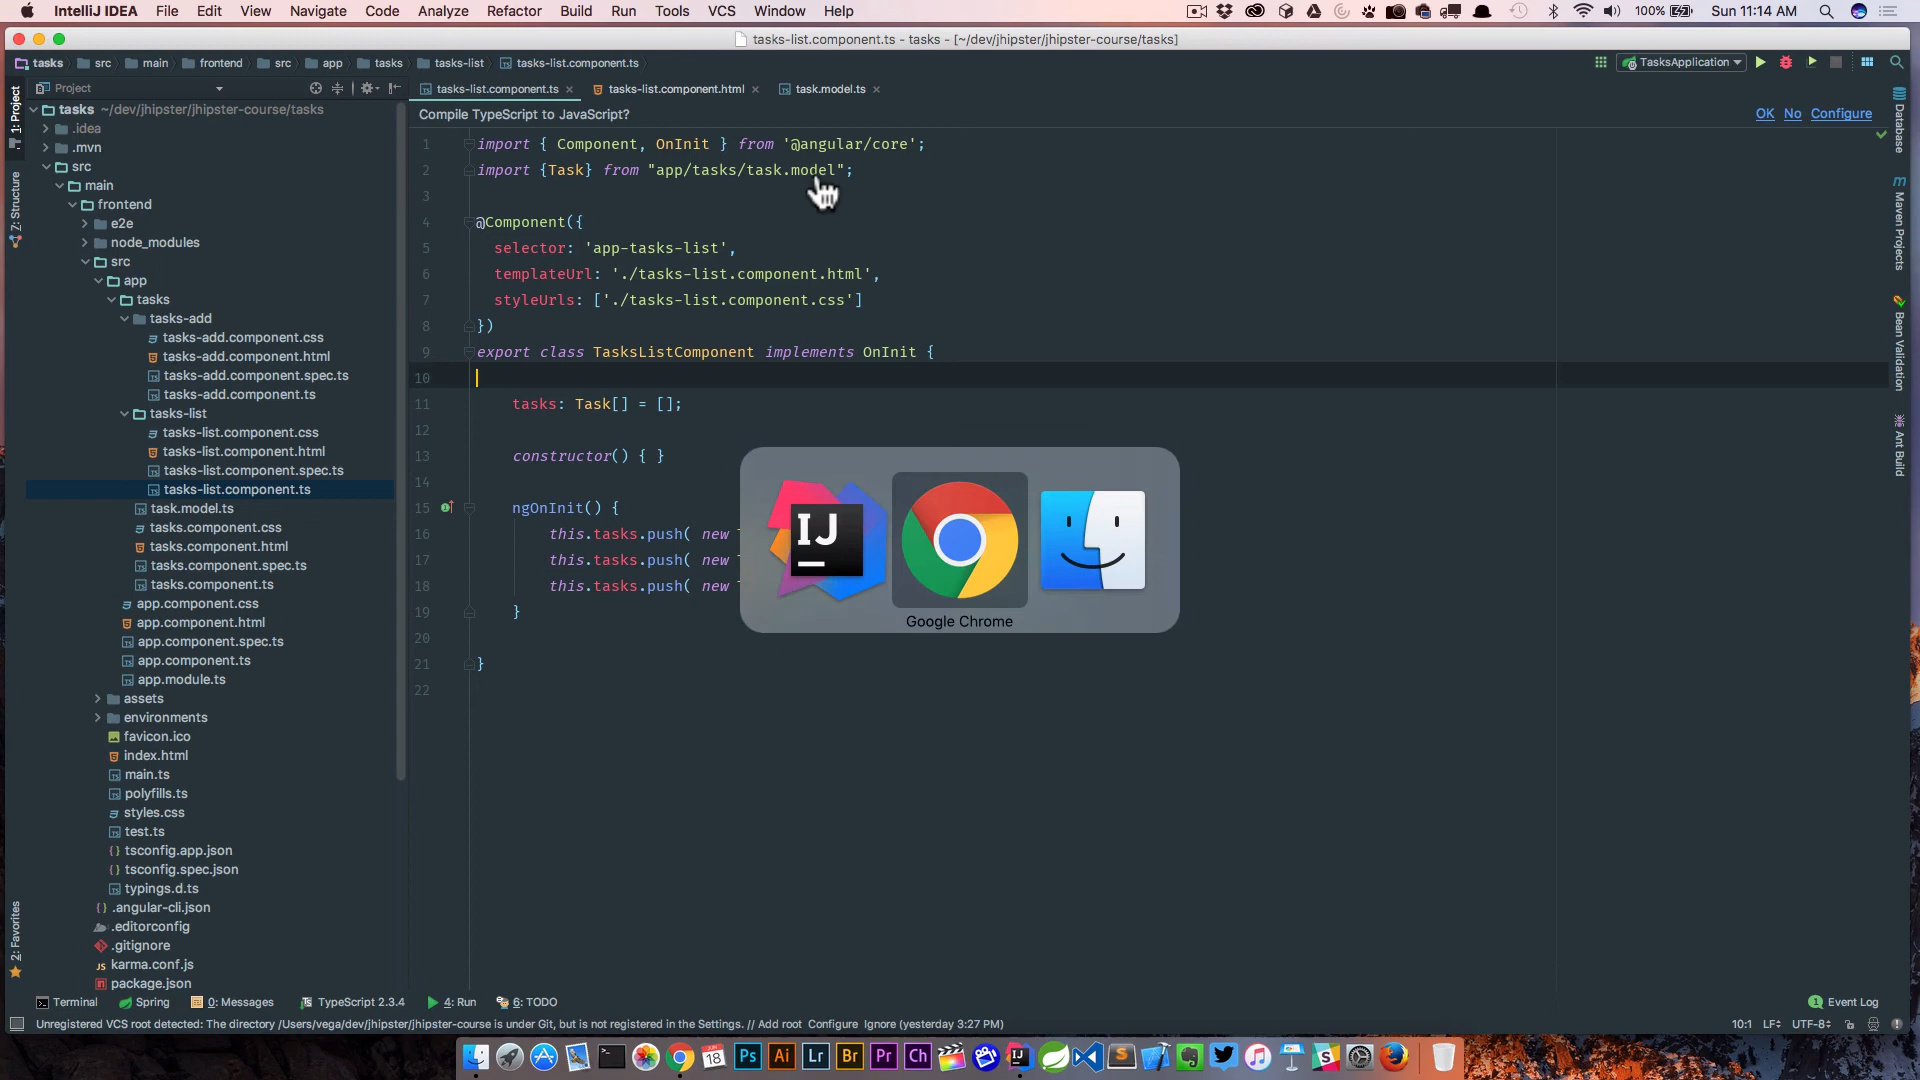 IntelliJ IDEA File Edit View Navigate Code Analyze Refactor Build Run Tools VCS Window Help 100% Sun 11:14 AM
tasks-list.component.ts - tasks - [~/dev/jhipster/jhipster-course/tasks]
tasks src main frontend src app tasks tasks-list tasks-list.component.ts TasksApplication
Project tasks-list.component.ts tasks-list.component.html task.model.ts
Compile TypeScript to JavaScript? OK No Configure
1: Project
Z: Structure
2: Favorites
tasks ~/dev/jhipster/jhipster-course/tasks
.idea
.mvn
src
main
frontend
e2e
node_modules
src
app
tasks
tasks-add
tasks-add.component.css
tasks-add.component.html
tasks-add.component.spec.ts
tasks-add.component.ts
tasks-list
tasks-list.component.css
tasks-list.component.html
tasks-list.component.spec.ts
tasks-list.component.ts
task.model.ts
tasks.component.css
tasks.component.html
tasks.component.spec.ts
tasks.component.ts
app.component.css
app.component.html
app.component.spec.ts
app.component.ts
app.module.ts
assets
environments
favicon.ico
index.html
main.ts
polyfills.ts
styles.css
test.ts
tsconfig.app.json
tsconfig.spec.json
typings.d.ts
.angular-cli.json
.editorconfig
.gitignore
karma.conf.js
package.json
1 import { Component, OnInit } from '@angular/core';
2 import {Task} from "app/tasks/task.model";
3
4 @Component({
5 selector: 'app-tasks-list',
6 templateUrl: './tasks-list.component.html',
7 styleUrls: ['./tasks-list.component.css']
8 })
9 export class TasksListComponent implements OnInit {
10
11 tasks: Task[] = [];
12
13 constructor() { }
14
15 ngOnInit() {
16 this.tasks.push( new
17 this.tasks.push( new
18 this.tasks.push( new
19 }
20
21 }
22
IJ
Google Chrome
Database
Maven Projects
Bean Validation
Ant Build
Terminal Spring 0: Messages TypeScript 2.3.4 4: Run 6: TODO 1 Event Log
Unregistered VCS root detected: The directory /Users/vega/dev/jhipster/jhipster-course is under Git, but is not registered in the Settings. // Add root Configure Ignore (yesterday 3:27 PM) 10:1 LF UTF-8
18 Ps Ai Lr Br Pr Ch IJ S